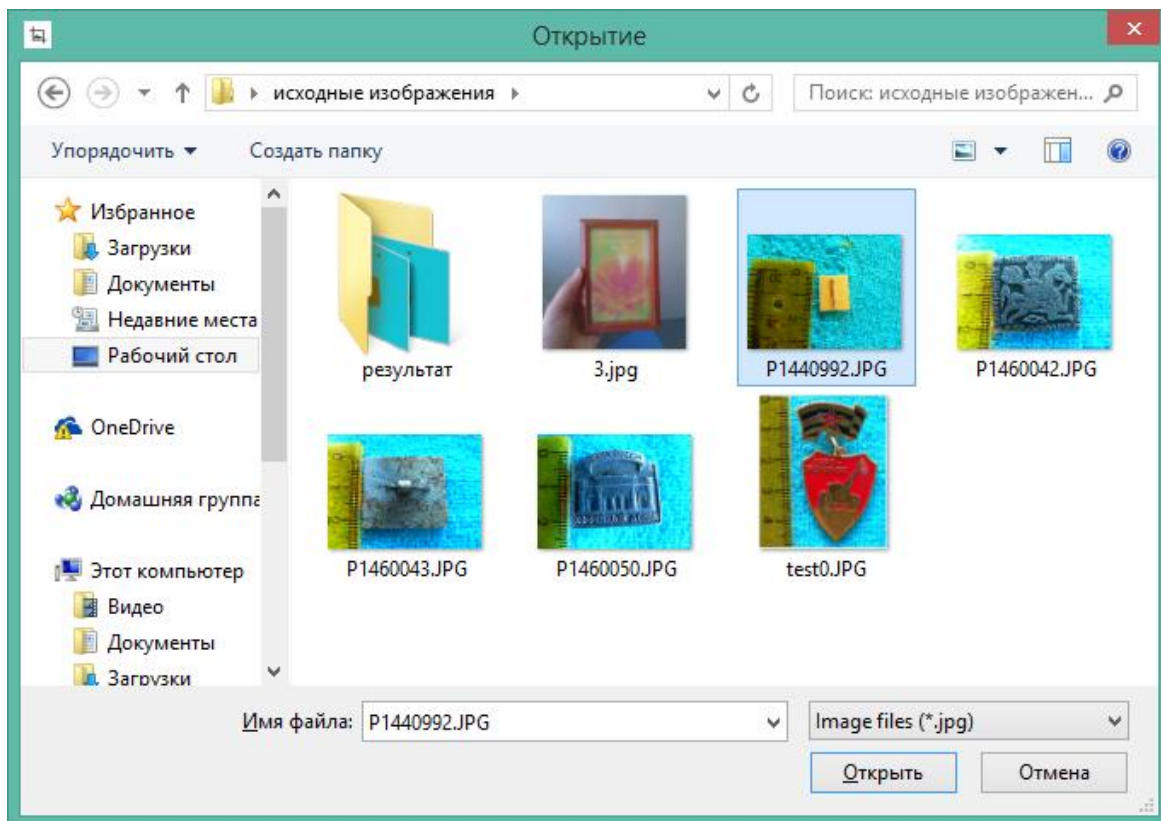 Открытие
исходные изображения
Поиск: исходные изображен...
Упорядочить
Создать папку
Избранное
Загрузки
Документы
Недавние места
Рабочий стол
OneDrive
Домашняя группа
Этот компьютер
Видео
Документы
Загрузки
результат
3.jpg
P1440992.JPG
P1460042.JPG
P1460043.JPG
P1460050.JPG
test0.JPG
Имя файла: P1440992.JPG
Image files (*.jpg)
Открыть
Отмена